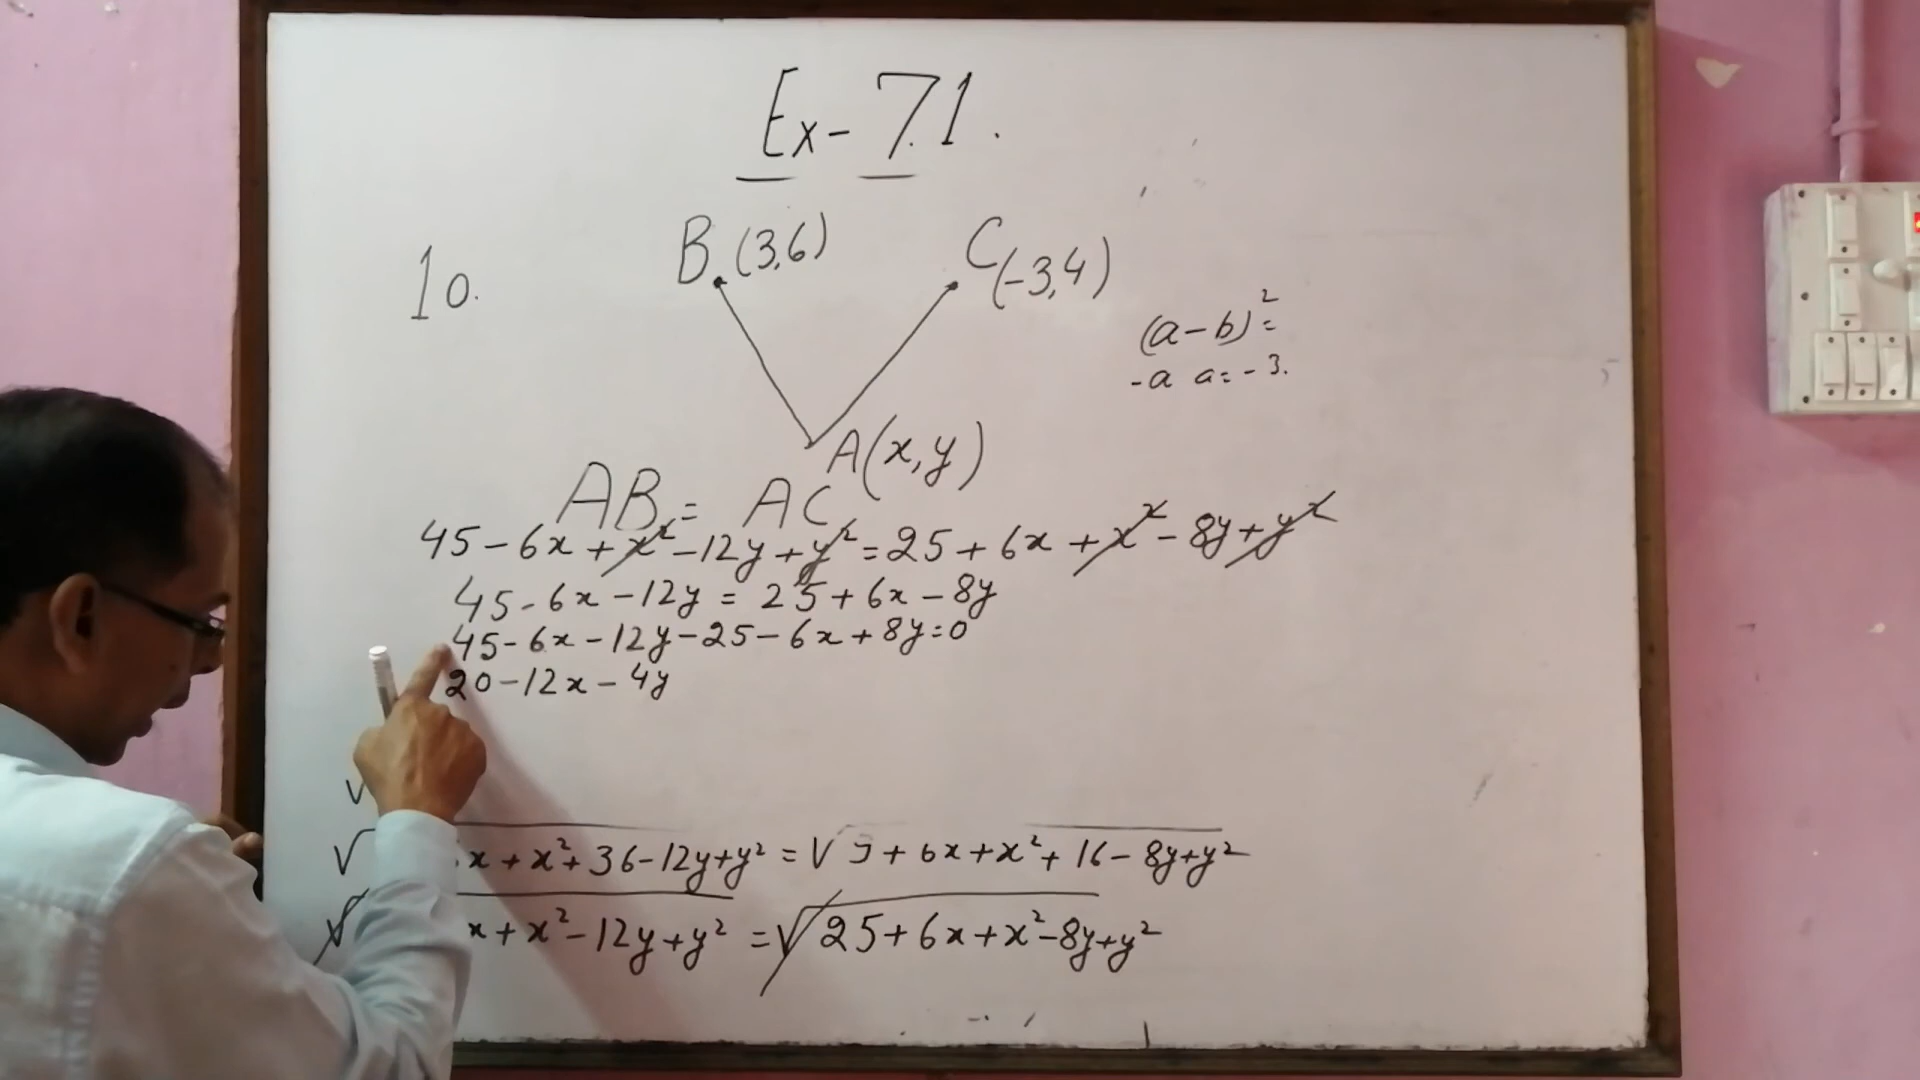 Ex- 7.1.
10.
B (3,6)
C(-3,4)
(a-b)²=
-a a=-3.
A(x,y)
AB = AC
45-6x+x²-12y+y²=25+6x+x²-8y+y²
45-6x-12y=25+6x-8y
45-6x-12y-25-6x+8y=0
20-12x-4y
x+x²+36-12y+y²=√9+6x+x²+16-8y+y²
x+x²-12y+y²=√25+6x+x²-8y+y²